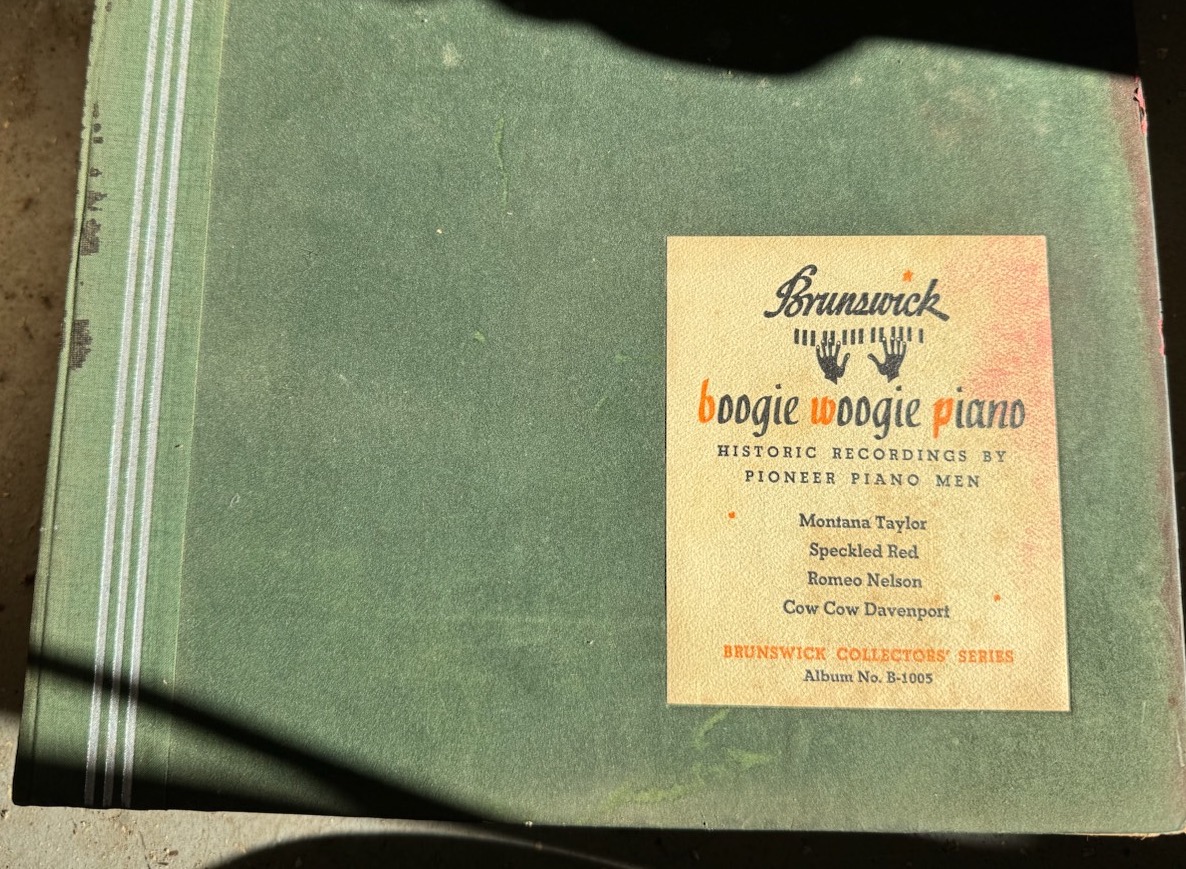 Brunswick
boogie woogie piano
HISTORIC RECORDINGS BY
PIONEER PIANO MEN
Montana Taylor
Speckled Red
Romeo Nelson
Cow Cow Davenport
BRUNSWICK COLLECTORS' SERIES
Album No. B-1005